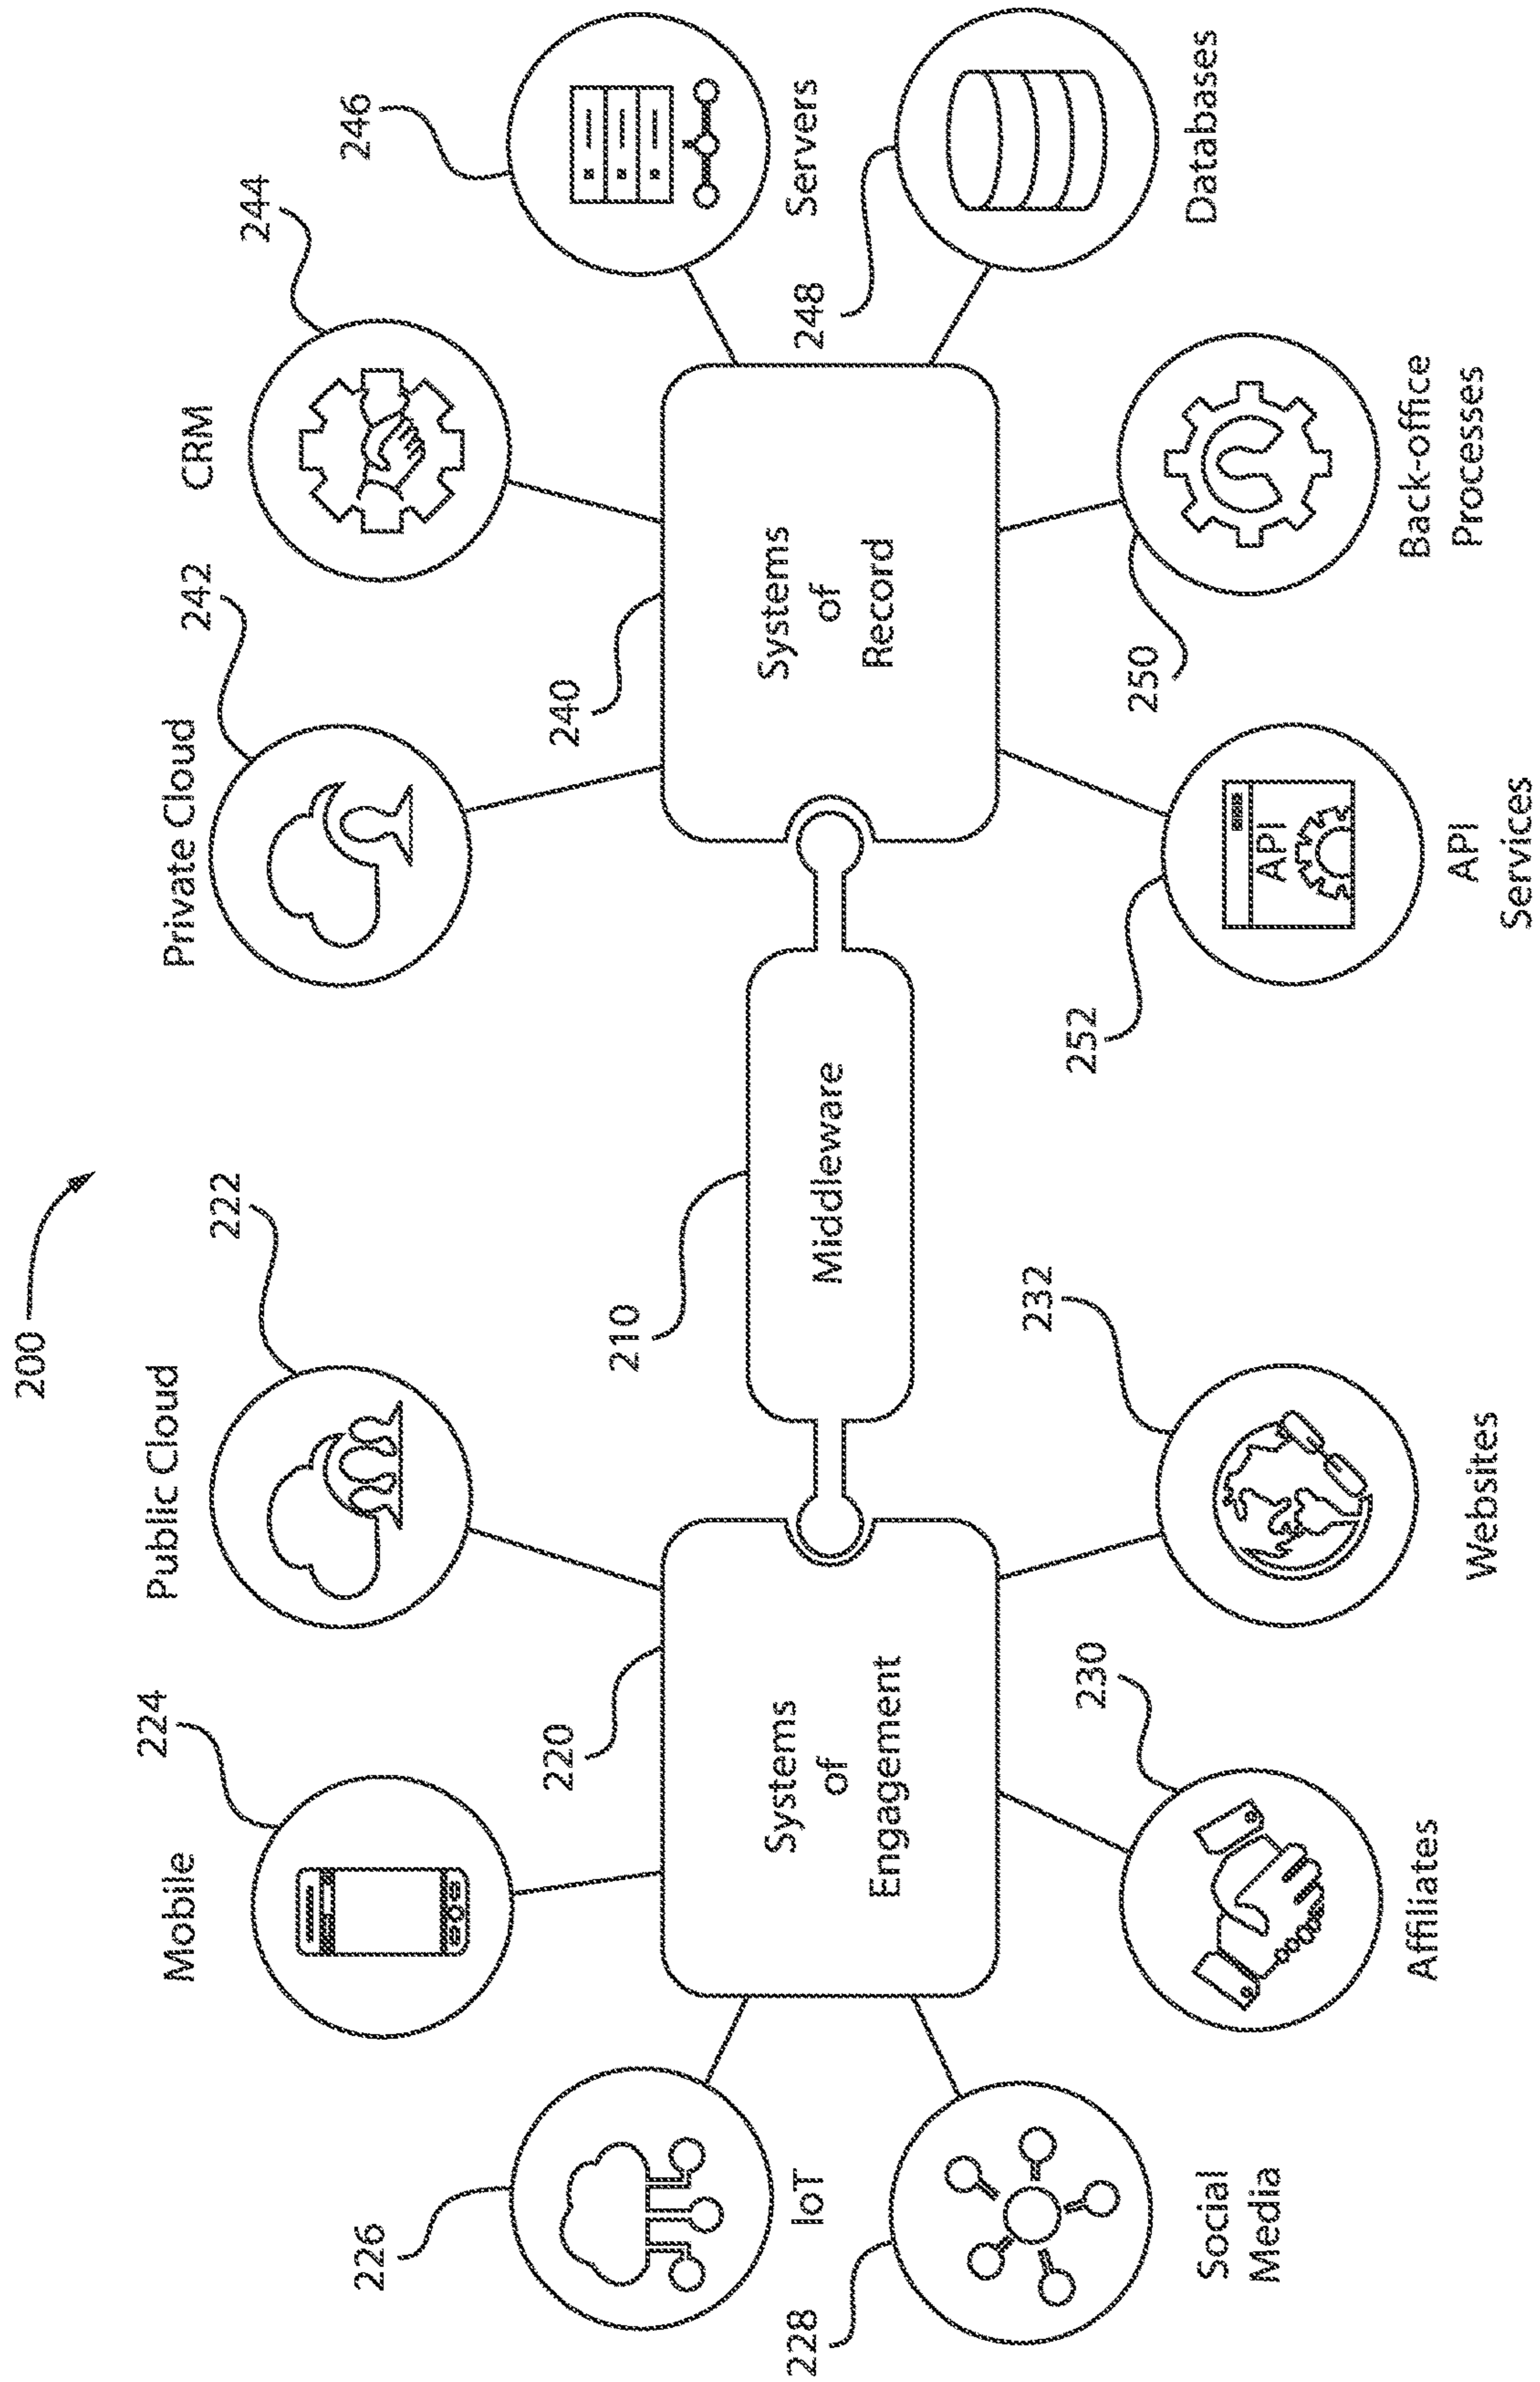 200
Public Cloud
222
Private Cloud
242
Mobile
224
CRM
244
226
IoT
220
Systems
of
Engagement
210
Middleware
240
Systems
of
Record
246
Servers
228
Social
Media
248
Databases
230
Affiliates
232
Websites
252
API
API
Services
250
Back-office
Processes